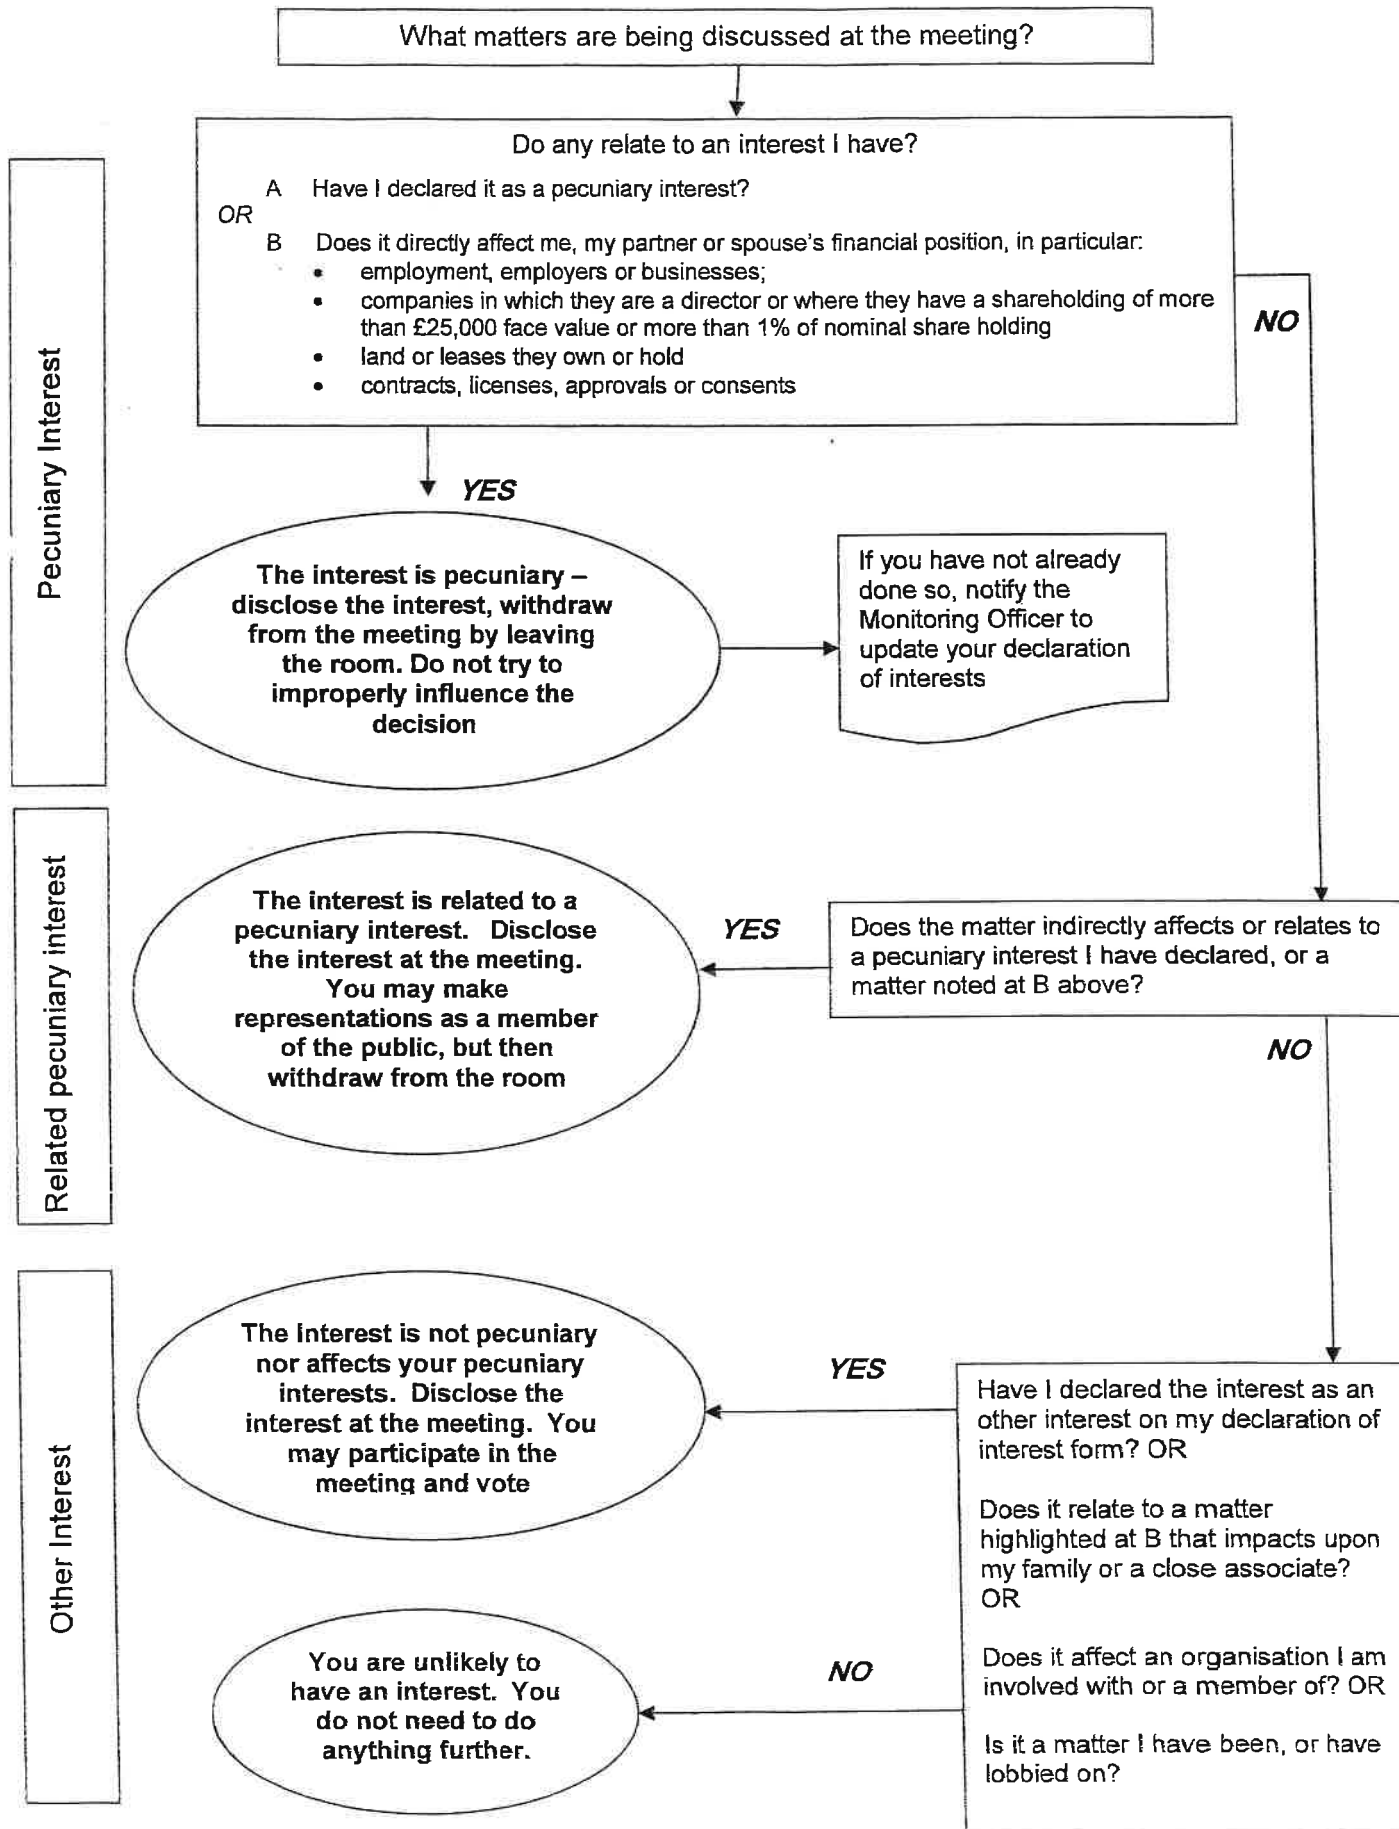 What matters are being discussed at the meeting?
Do any relate to an interest I have?
A Have I declared it as a pecuniary interest?
OR
B Does it directly affect me, my partner or spouse's financial position, in particular:
• employment, employers or businesses;
• companies in which they are a director or where they have a shareholding of more
than £25,000 face value or more than 1% of nominal share holding
• land or leases they own or hold
• contracts, licenses, approvals or consents
NO
Pecuniary Interest
YES
The interest is pecuniary –
disclose the interest, withdraw
from the meeting by leaving
the room. Do not try to
improperly influence the
decision
If you have not already
done so, notify the
Monitoring Officer to
update your declaration
of interests
Related pecuniary interest
The interest is related to a
pecuniary interest. Disclose
the interest at the meeting.
You may make
representations as a member
of the public, but then
withdraw from the room
YES
Does the matter indirectly affects or relates to
a pecuniary interest I have declared, or a
matter noted at B above?
NO
Other Interest
The Interest is not pecuniary
nor affects your pecuniary
interests. Disclose the
interest at the meeting. You
may participate in the
meeting and vote
YES
Have I declared the interest as an
other interest on my declaration of
interest form? OR
Does it relate to a matter
highlighted at B that impacts upon
my family or a close associate?
OR
Does it affect an organisation I am
involved with or a member of? OR
Is it a matter I have been, or have
lobbied on?
NO
You are unlikely to
have an interest. You
do not need to do
anything further.